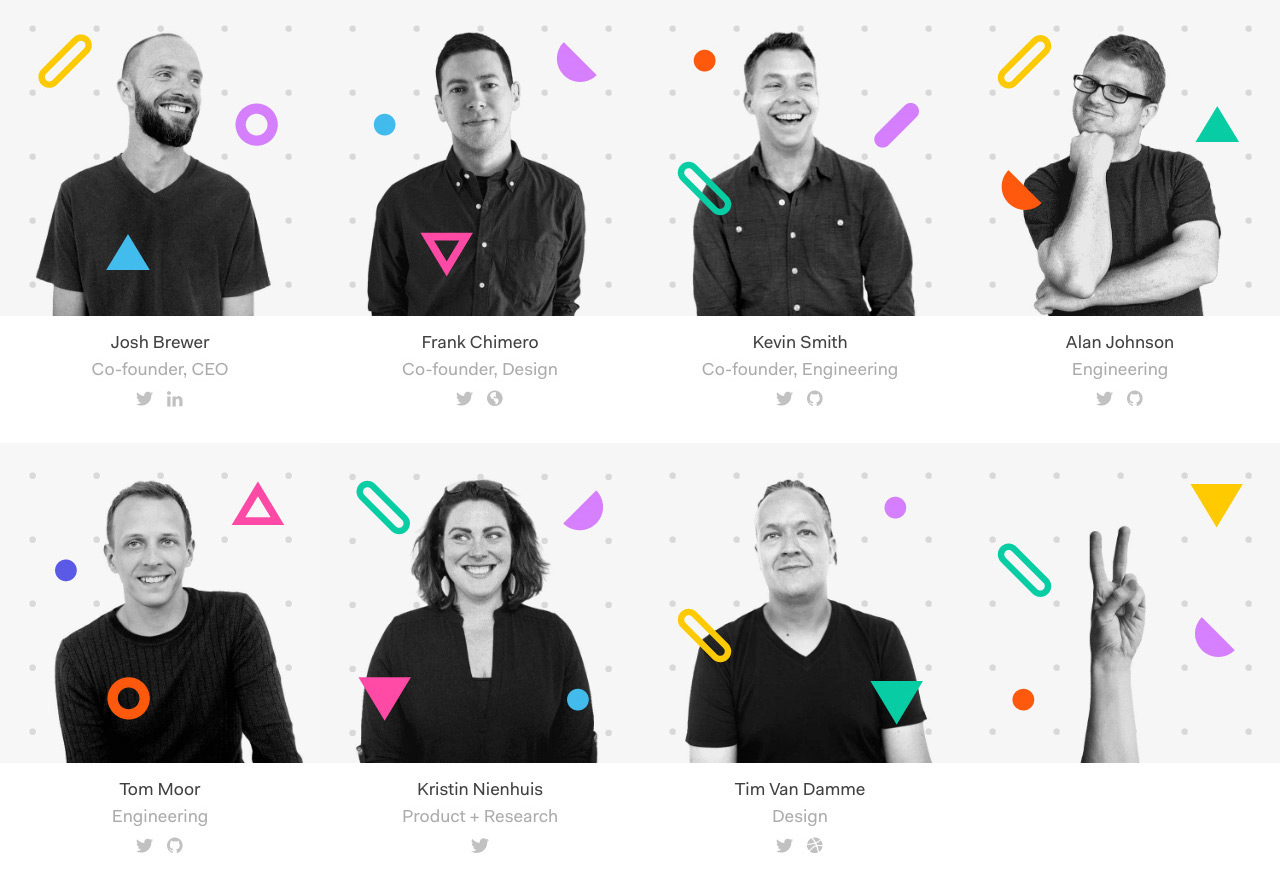 Josh Brewer
Co-founder, CEO
Frank Chimero
Co-founder, Design
Kevin Smith
Co-founder, Engineering
Alan Johnson
Engineering
Tom Moor
Engineering
Kristin Nienhuis
Product + Research
Tim Van Damme
Design